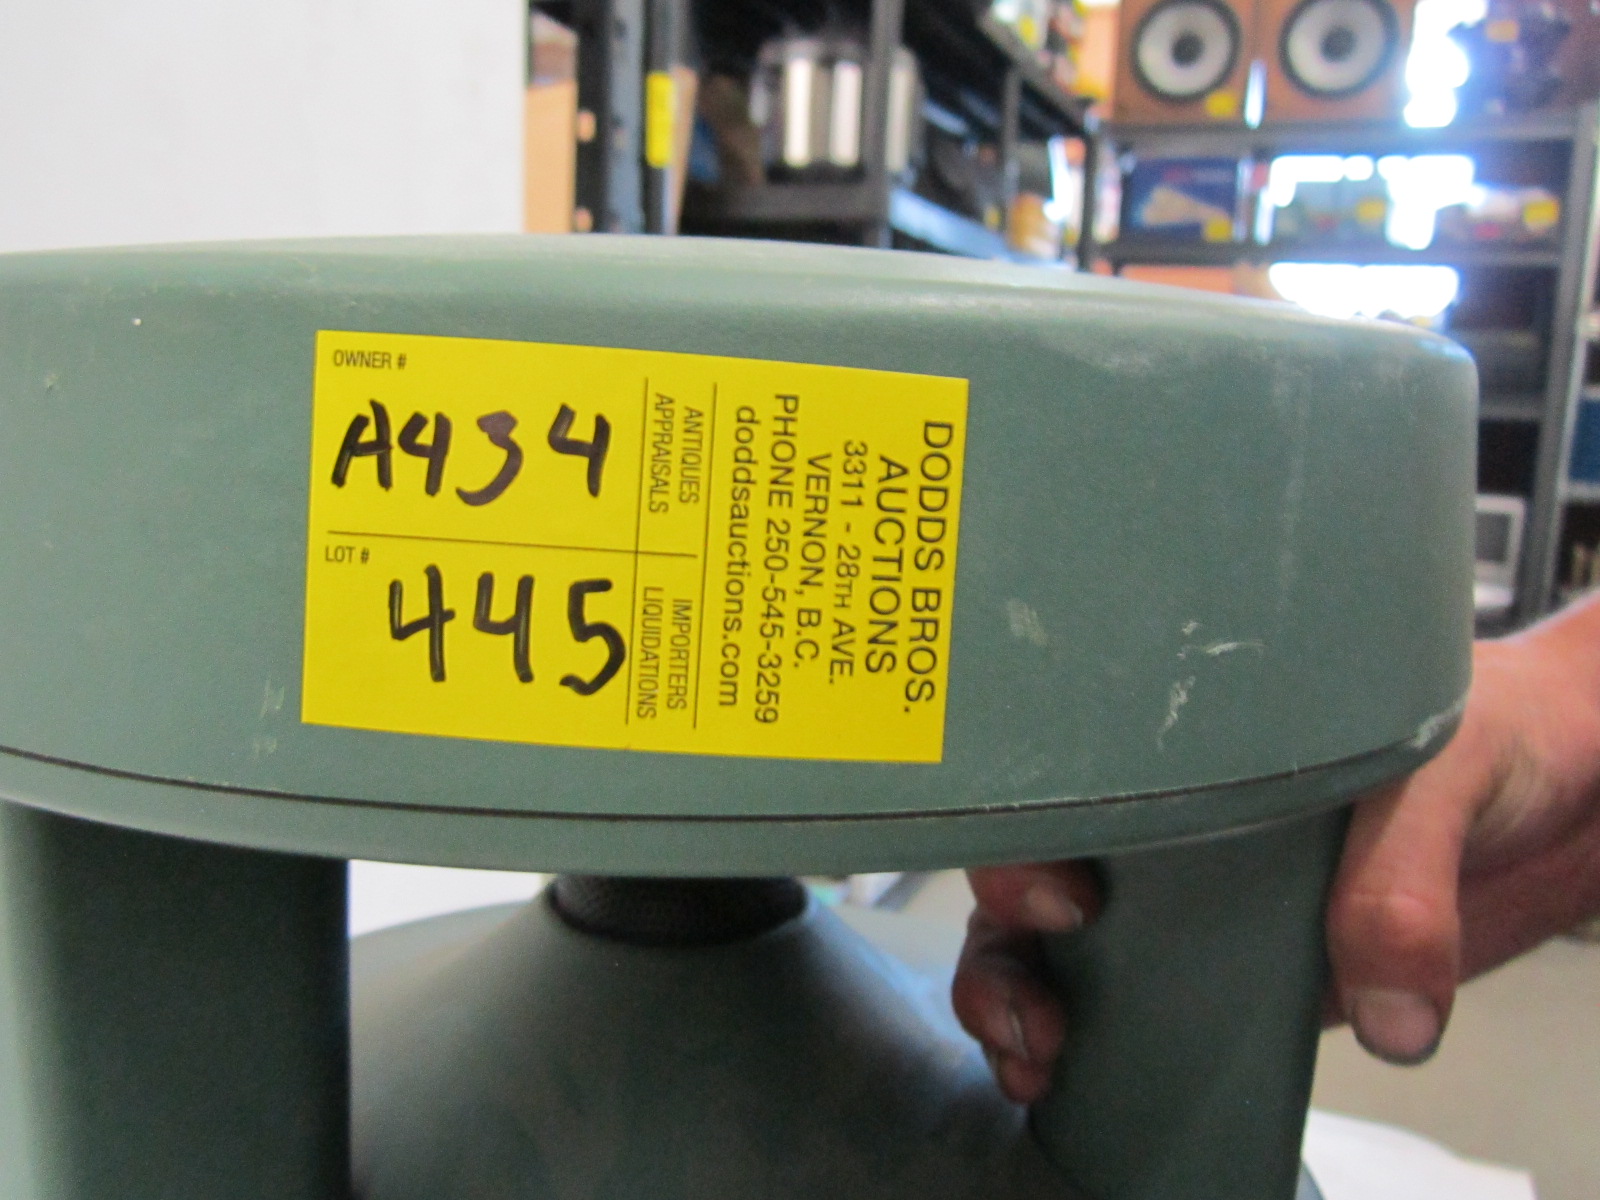 OWNER #
A434
LOT #
445
ANTIQUES
APPRAISALS
IMPORTERS
LIQUIDATIONS
DODDS BROS.
AUCTIONS
3311 - 28TH AVE.
VERNON, B.C.
PHONE 250-545-3259
doddsauctions.com